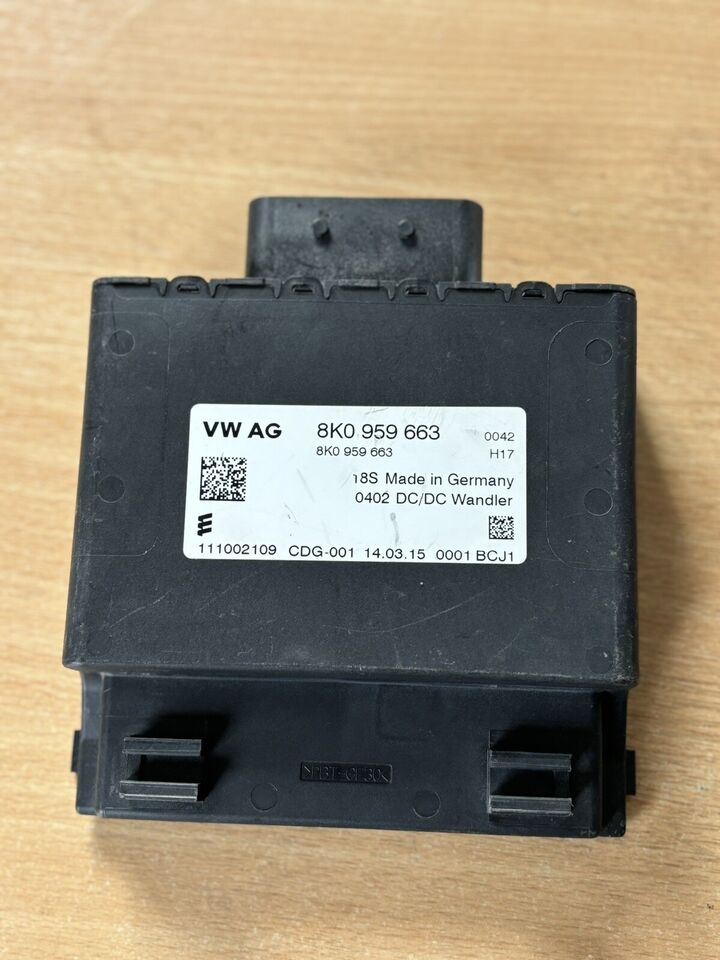 VW AG 8K0 959 663 0042
8K0 959 663 H17
18S Made in Germany
0402 DC/DC Wandler
111002109 CDG-001 14.03.15 0001 BCJ1